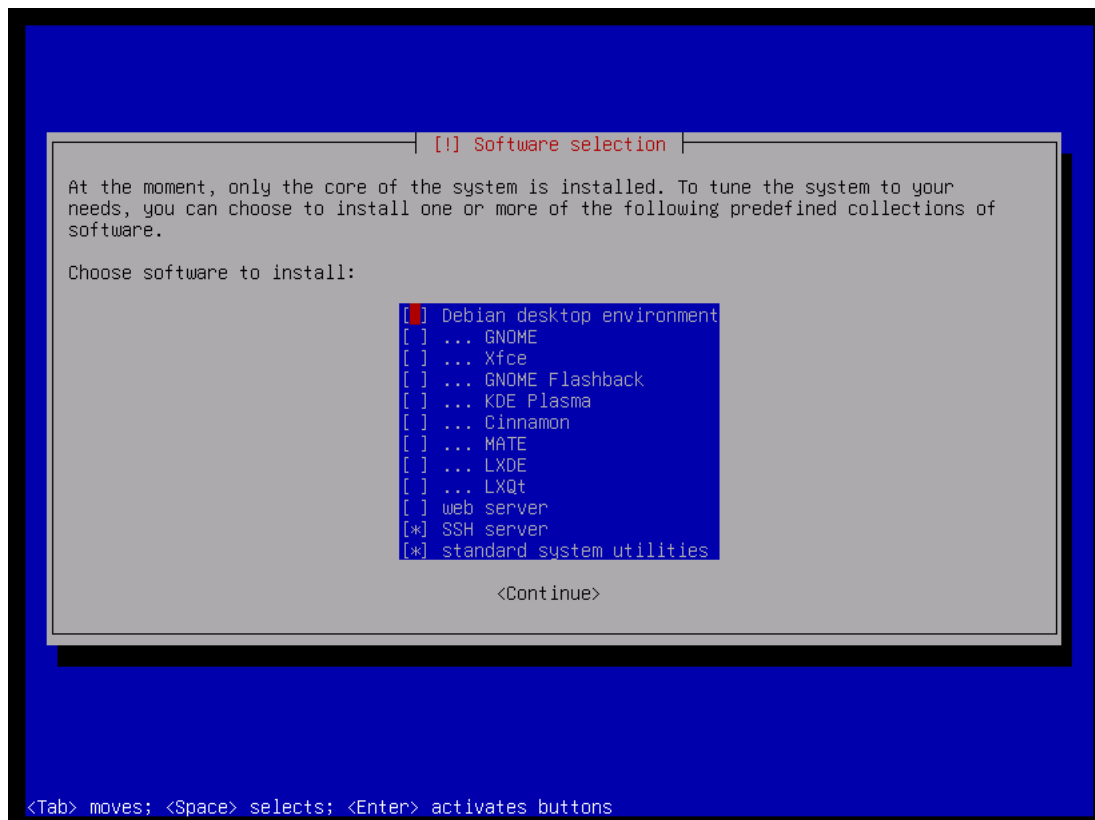 [!] Software selection
At the moment, only the core of the system is installed. To tune the system to your
needs, you can choose to install one or more of the following predefined collections of
software.
Choose software to install:
[ ] Debian desktop environment
[ ] ... GNOME
[ ] ... Xfce
[ ] ... GNOME Flashback
[ ] ... KDE Plasma
[ ] ... Cinnamon
[ ] ... MATE
[ ] ... LXDE
[ ] ... LXQt
[ ] web server
[*] SSH server
[*] standard system utilities
<Continue>
<Tab> moves; <Space> selects; <Enter> activates buttons